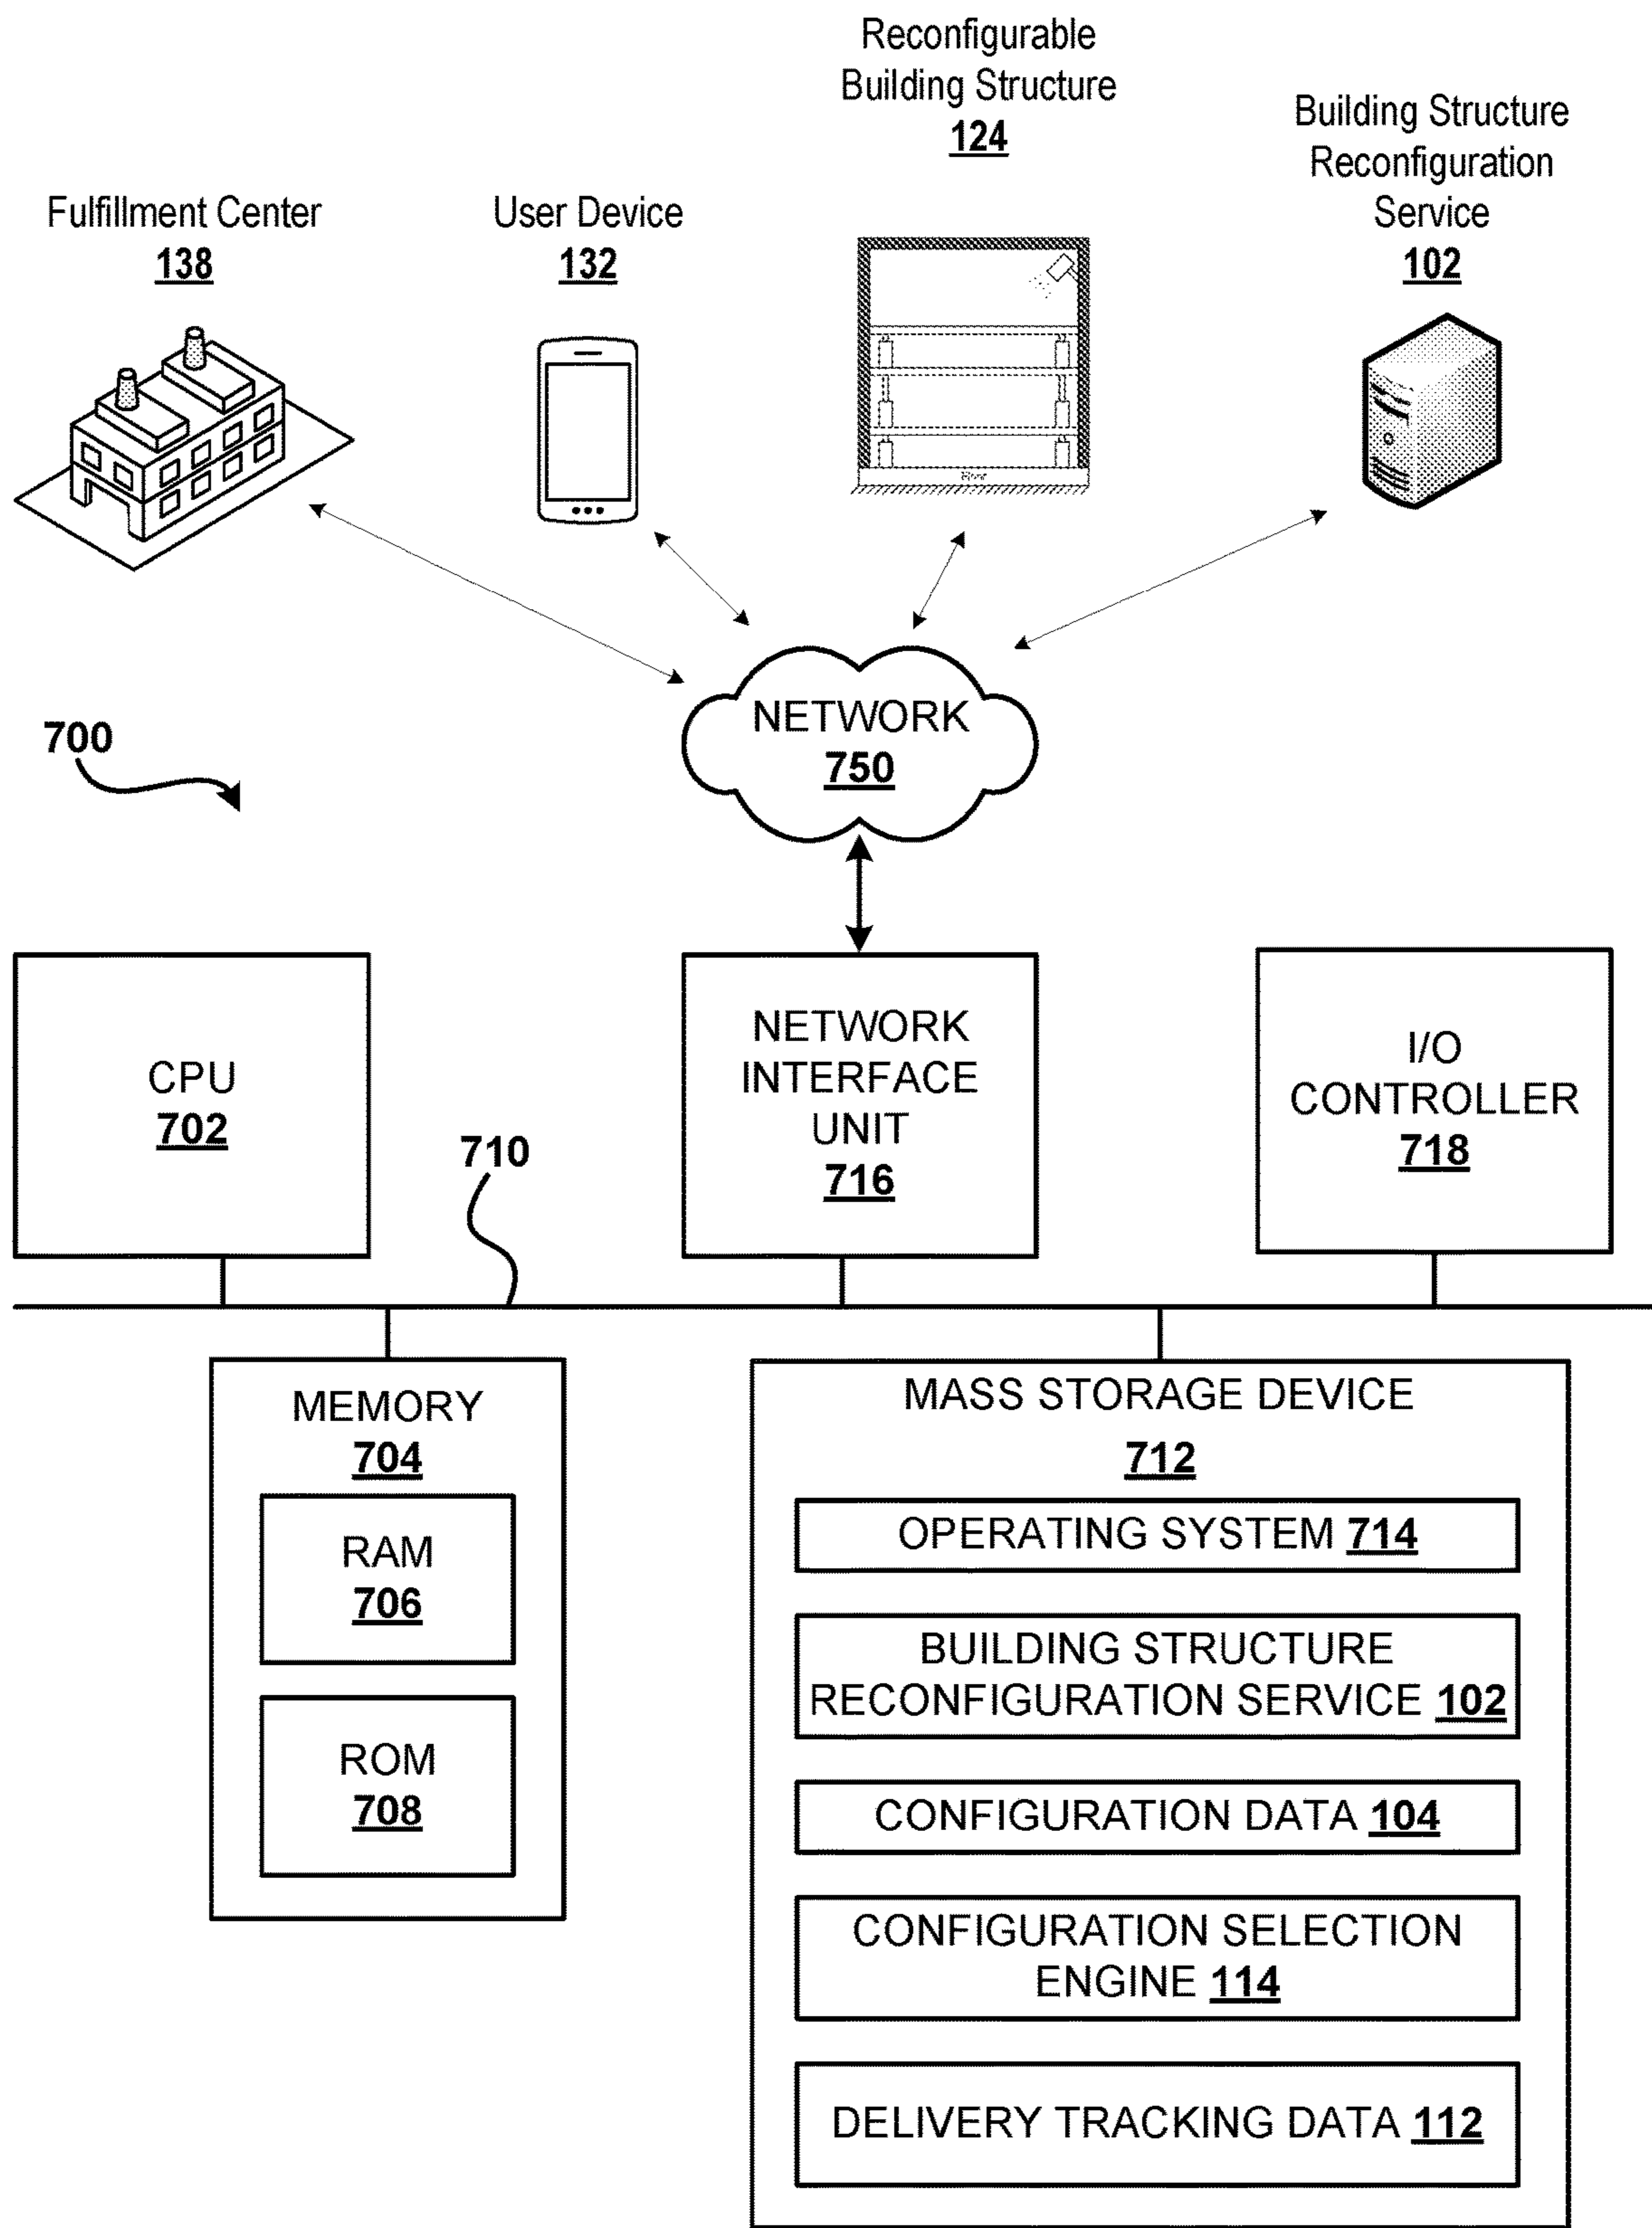 Reconfigurable
Building Structure
124
Building Structure
Reconfiguration
Service
102
Fulfillment Center
138
User Device
132
Floor
NETWORK
750
700
CPU
702
NETWORK
INTERFACE
UNIT
716
I/O
CONTROLLER
718
710
MEMORY
704
RAM
706
ROM
708
MASS STORAGE DEVICE
712
OPERATING SYSTEM 714
BUILDING STRUCTURE
RECONFIGURATION SERVICE 102
CONFIGURATION DATA 104
CONFIGURATION SELECTION
ENGINE 114
DELIVERY TRACKING DATA 112